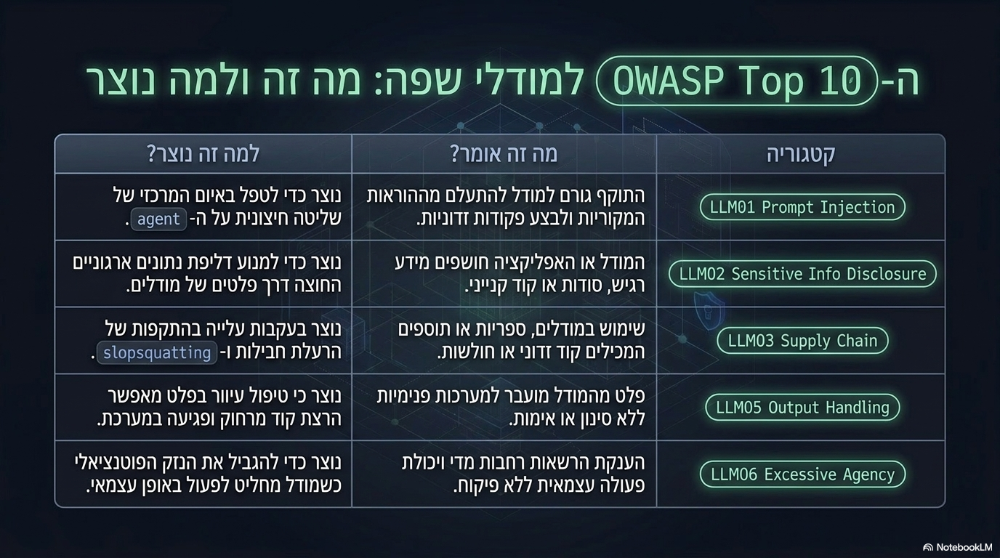 ה-OWASP Top 10 למודלי שפה: מה זה ולמה נוצר
קטגוריה
מה זה אומר?
למה זה נוצר?
LLM01 Prompt Injection
התוקף גורם למודל להתעלם מההוראות
המקוריות ולבצע פקודות זדוניות.
נוצר כדי לטפל באיום המרכזי של
שליטה חיצונית על ה-agent.
LLM02 Sensitive Info Disclosure
המודל או האפליקציה חושפים מידע
רגיש, סודות או קוד קנייני.
נוצר כדי למנוע דליפת נתונים ארגוניים
החוצה דרך פלטים של מודלים.
LLM03 Supply Chain
שימוש במודלים, ספריות או תוספים
המכילים קוד זדוני או חולשות.
נוצר בעקבות עלייה בהתקפות של
הרעלת חבילות ו-slopsquatting.
LLM05 Output Handling
פלט מהמודל מועבר למערכות פנימיות
ללא סינון או אימות.
נוצר כי טיפול עיוור בפלט מאפשר
הרצת קוד מרחוק ופגיעה במערכת.
LLM06 Excessive Agency
הענקת הרשאות רחבות מדי ויכולת
פעולה עצמאית ללא פיקוח.
נוצר כדי להגביל את הנזק הפוטנציאלי
כשמודל מחליט לפעול באופן עצמאי.
NotebookLM